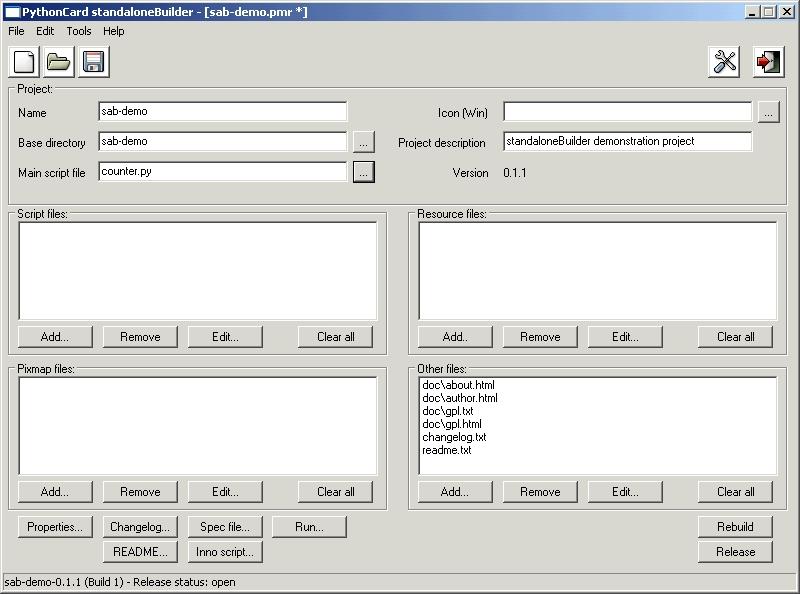 PythonCard standaloneBuilder - [sab-demo.pmr *]
File Edit Tools Help
Project:
Name sab-demo Icon (Win) ...
Base directory sab-demo ... Project description standaloneBuilder demonstration project
Main script file counter.py ... Version 0.1.1
Script files: Resource files:
Add... Remove Edit... Clear all Add.. Remove Edit... Clear all
Pixmap files: Other files:
doc\about.html
doc\author.html
doc\gpl.txt
doc\gpl.html
changelog.txt
readme.txt
Add... Remove Edit... Clear all Add... Remove Edit... Clear all
Properties... Changelog... Spec file... Run... Rebuild
README... Inno script... Release
sab-demo-0.1.1 (Build 1) - Release status: open